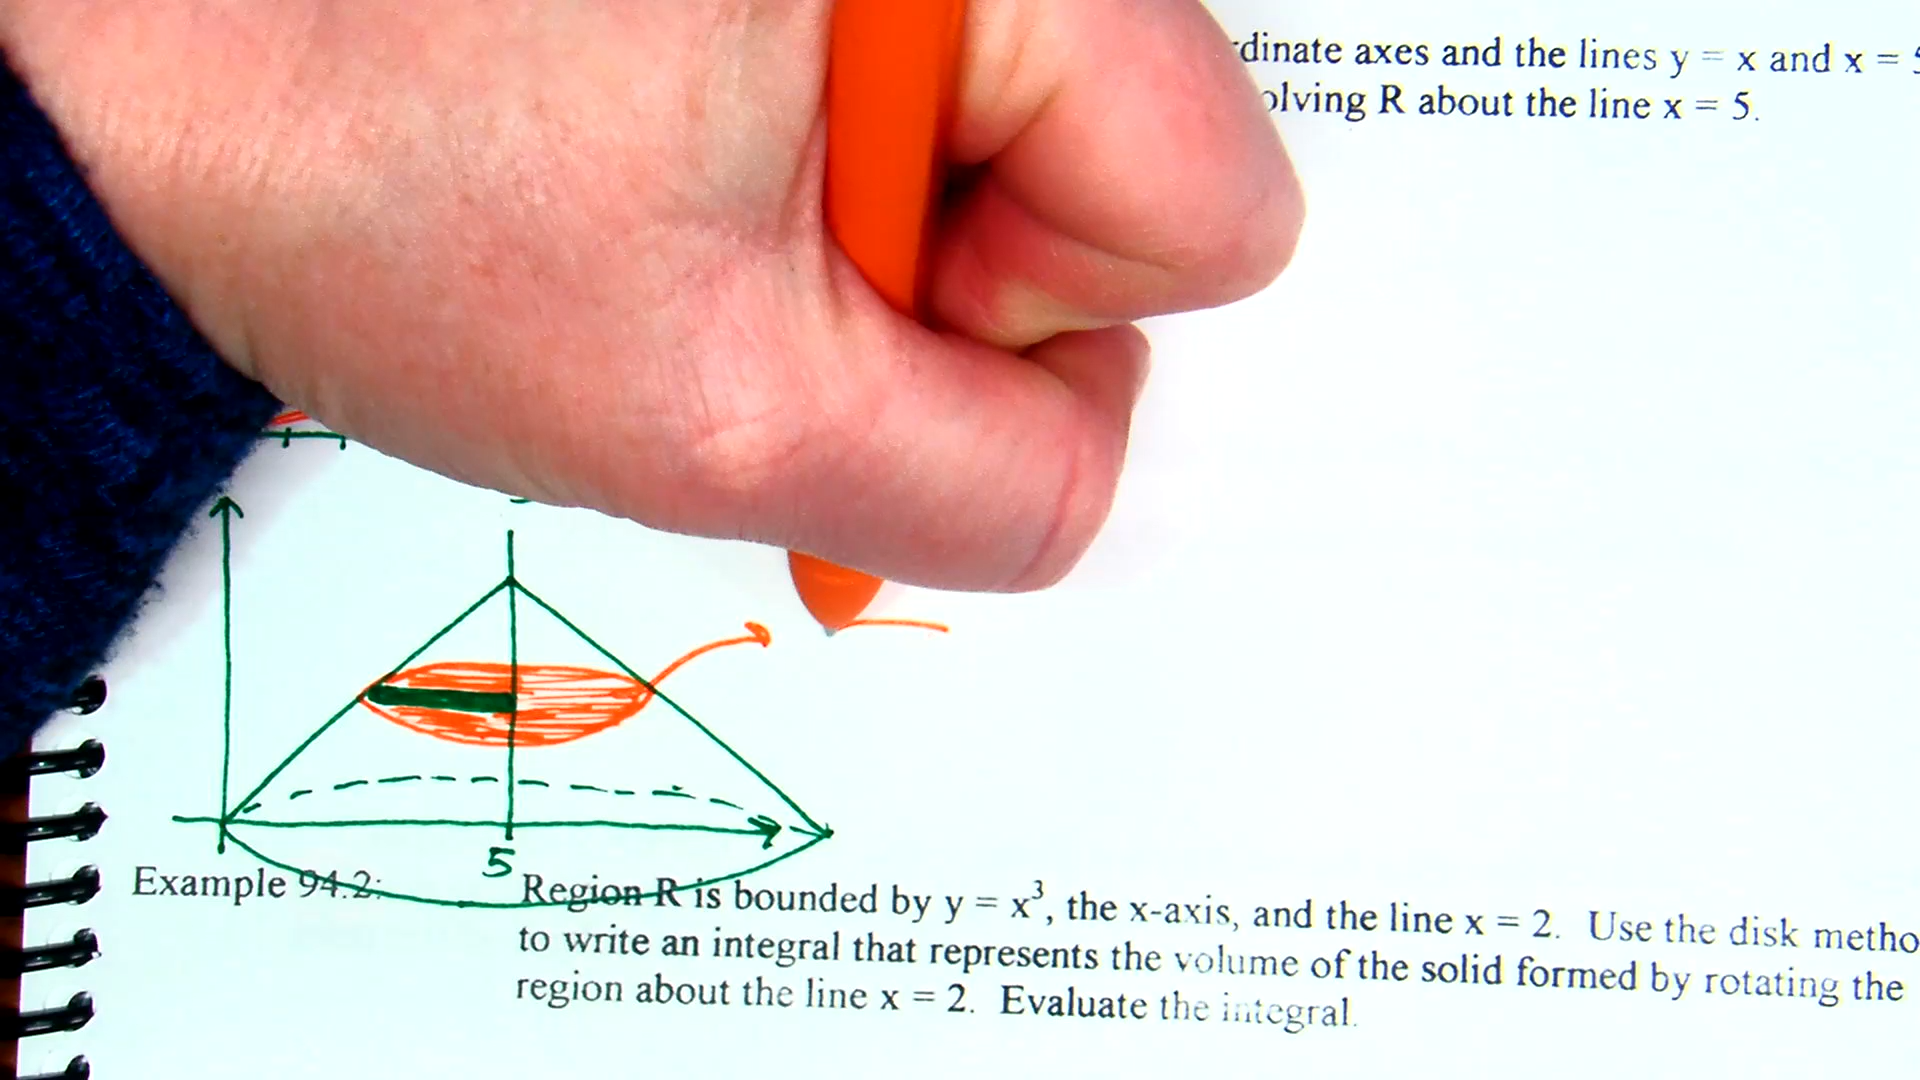 dinate axes and the lines y = x and x =
olving R about the line x = 5.
5
Example 94.2: Region R is bounded by y = x³, the x-axis, and the line x = 2. Use the disk metho
to write an integral that represents the volume of the solid formed by rotating the
region about the line x = 2. Evaluate the integral.